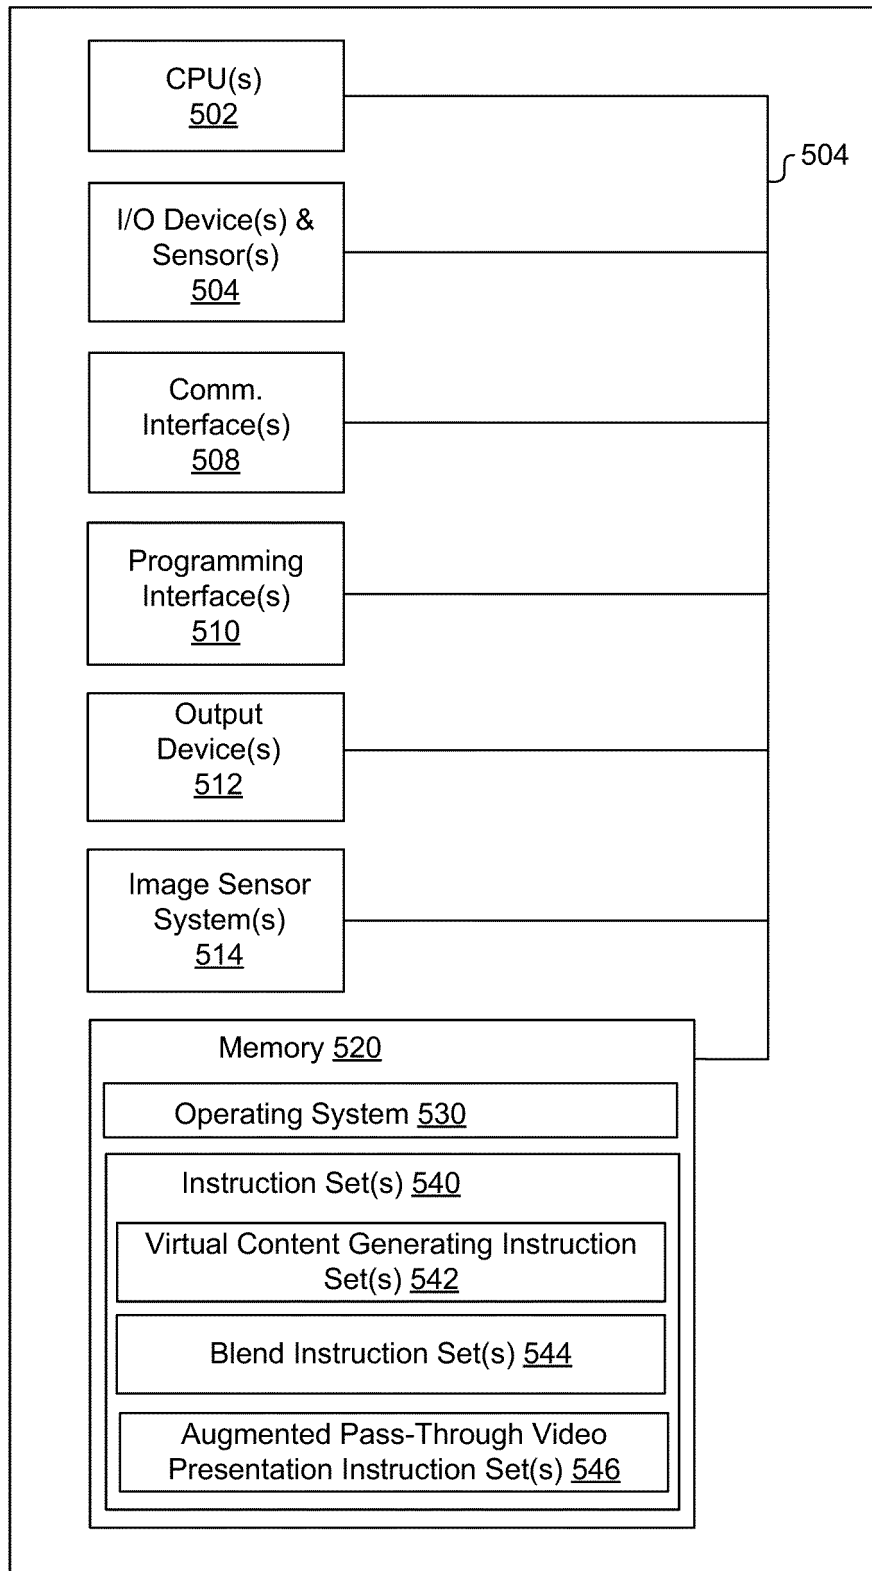 CPU(s)
502
504
I/O Device(s) &
Sensor(s)
504
Comm.
Interface(s)
508
Programming
Interface(s)
510
Output
Device(s)
512
Image Sensor
System(s)
514
Memory 520
Operating System 530
Instruction Set(s) 540
Virtual Content Generating Instruction
Set(s) 542
Blend Instruction Set(s) 544
Augmented Pass-Through Video
Presentation Instruction Set(s) 546